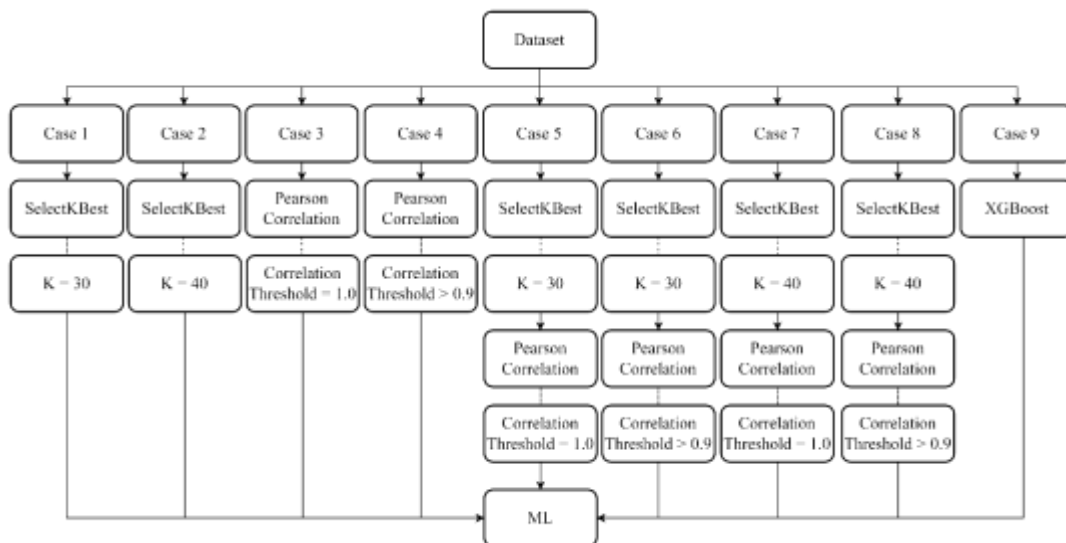 Dataset
Case 1
Case 2
Case 3
Case 4
Case 5
Case 6
Case 7
Case 8
Case 9
SelectKBest
SelectKBest
Pearson
Correlation
Pearson
Correlation
SelectKBest
SelectKBest
SelectKBest
SelectKBest
XGBoost
K = 30
K = 40
Correlation
Threshold = 1.0
Correlation
Threshold > 0.9
K = 30
K = 30
K = 40
K = 40
Pearson
Correlation
Pearson
Correlation
Pearson
Correlation
Pearson
Correlation
Correlation
Threshold = 1.0
Correlation
Threshold > 0.9
Correlation
Threshold = 1.0
Correlation
Threshold > 0.9
ML